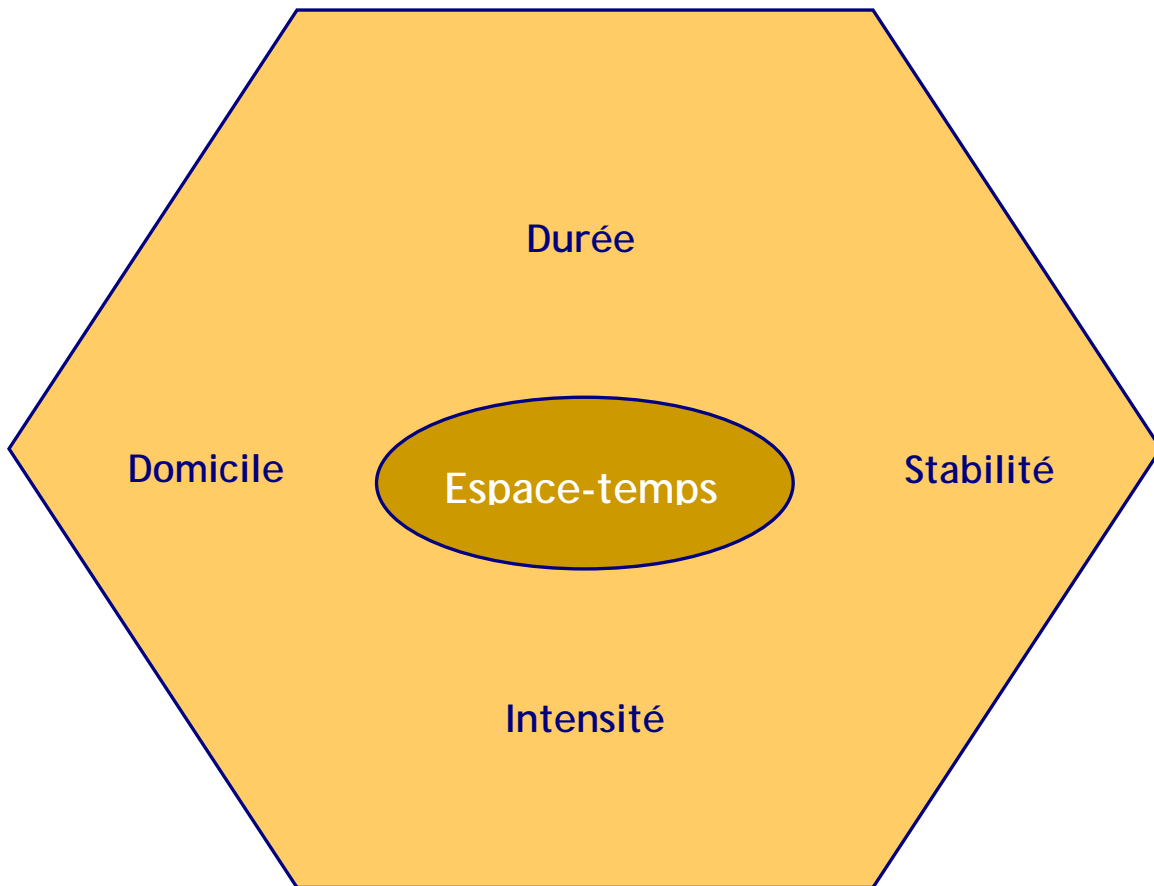 Durée
Domicile
Espace-temps
Stabilité
Intensité